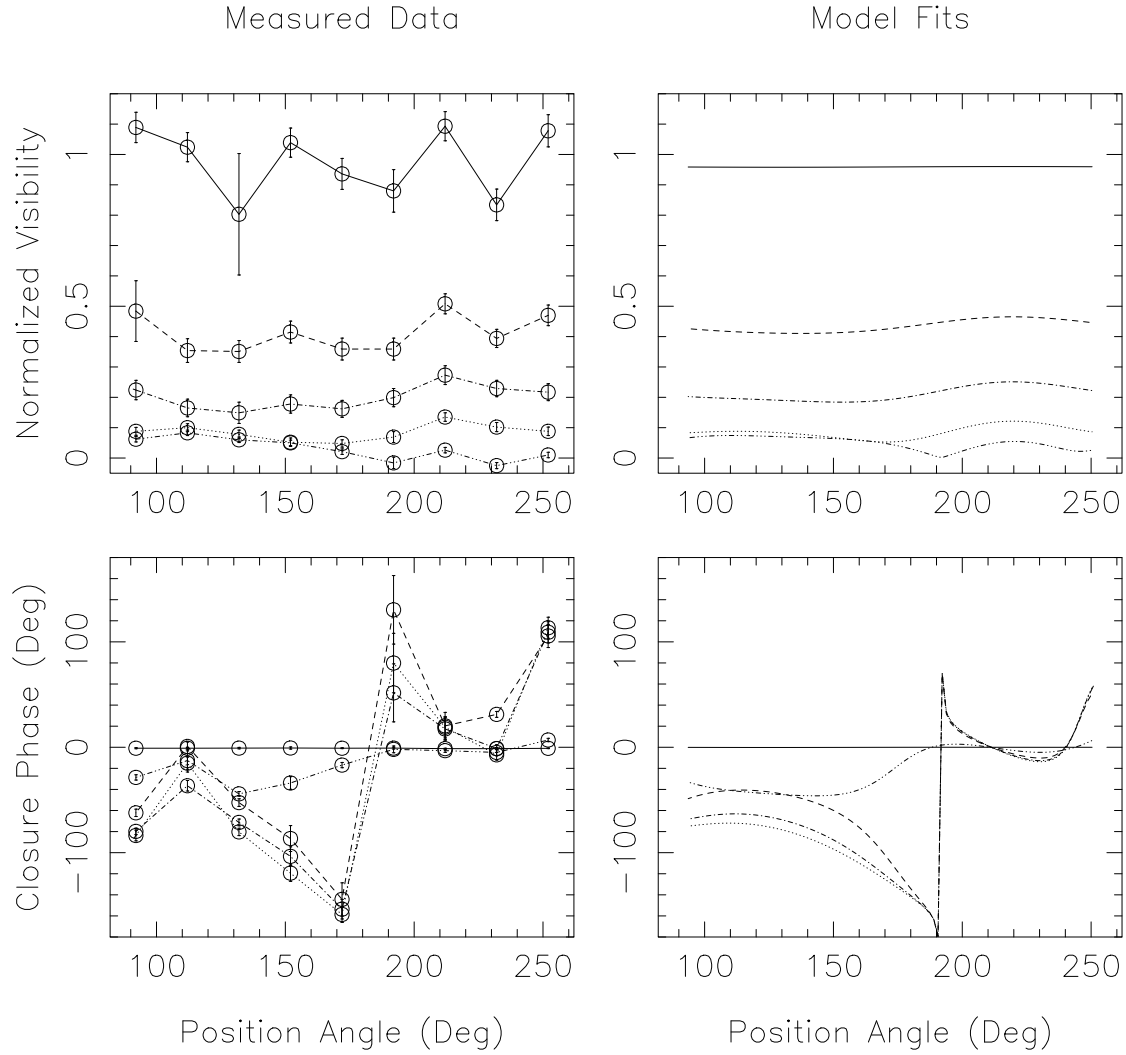 Measured Data
Model Fits
Normalized Visibility
1
0.5
0
100 150 200 250
1
0.5
0
100 150 200 250
Closure Phase (Deg)
100
0
-100
100 150 200 250
100
0
-100
100 150 200 250
Position Angle (Deg)
Position Angle (Deg)